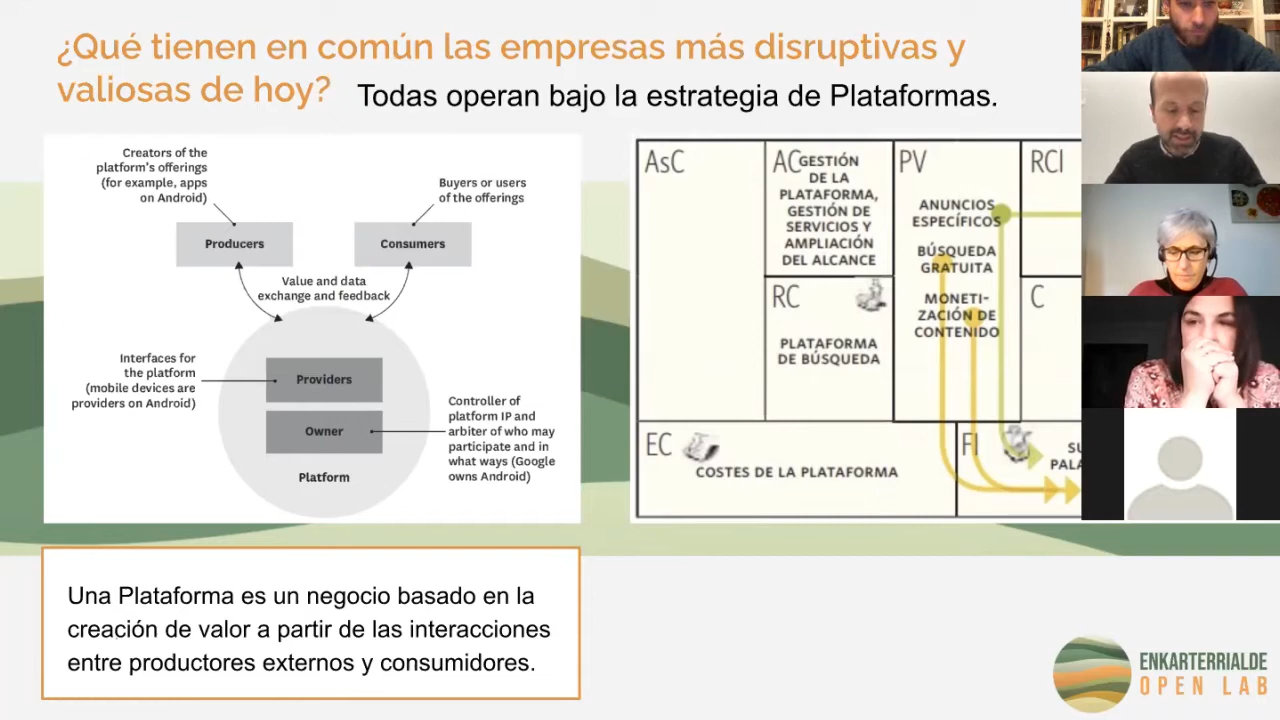 ¿Qué tienen en común las empresas más disruptivas y
valiosas de hoy?
Todas operan bajo la estrategia de Plataformas.
Creators of the
platform's offerings
(for example, apps
on Android)
Buyers or users
of the offerings
Producers
Consumers
Value and data
exchange and feedback
Interfaces for
the platform
(mobile devices are
providers on Android)
Providers
Owner
Platform
Controller of
platform IP and
arbiter of who may
participate and in
what ways (Google
owns Android)
AsC
AC
GESTIÓN
DE LA
PLATAFORMA,
GESTIÓN DE
SERVICIOS Y
AMPLIACIÓN
DEL ALCANCE
RC
PLATAFORMA
DE BÚSQUEDA
PV
ANUNCIOS
ESPECÍFICOS
BÚSQUEDA
GRATUITA
MONETI-
ZACIÓN DE
CONTENIDO
RCl
C
EC
COSTES DE LA PLATAFORMA
FI
Una Plataforma es un negocio basado en la
creación de valor a partir de las interacciones
entre productores externos y consumidores.
ENKARTERRIALDE
OPEN LAB